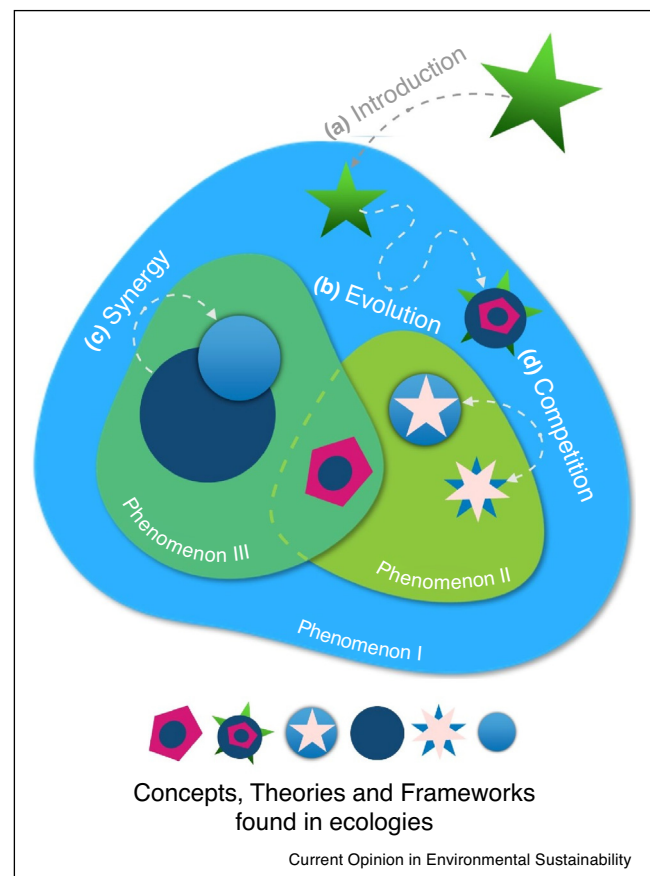 (a) Introduction
(b) Evolution
(c) Synergy
(d) Competition
Phenomenon III
Phenomenon II
Phenomenon I
Concepts, Theories and Frameworks
found in ecologies
Current Opinion in Environmental Sustainability